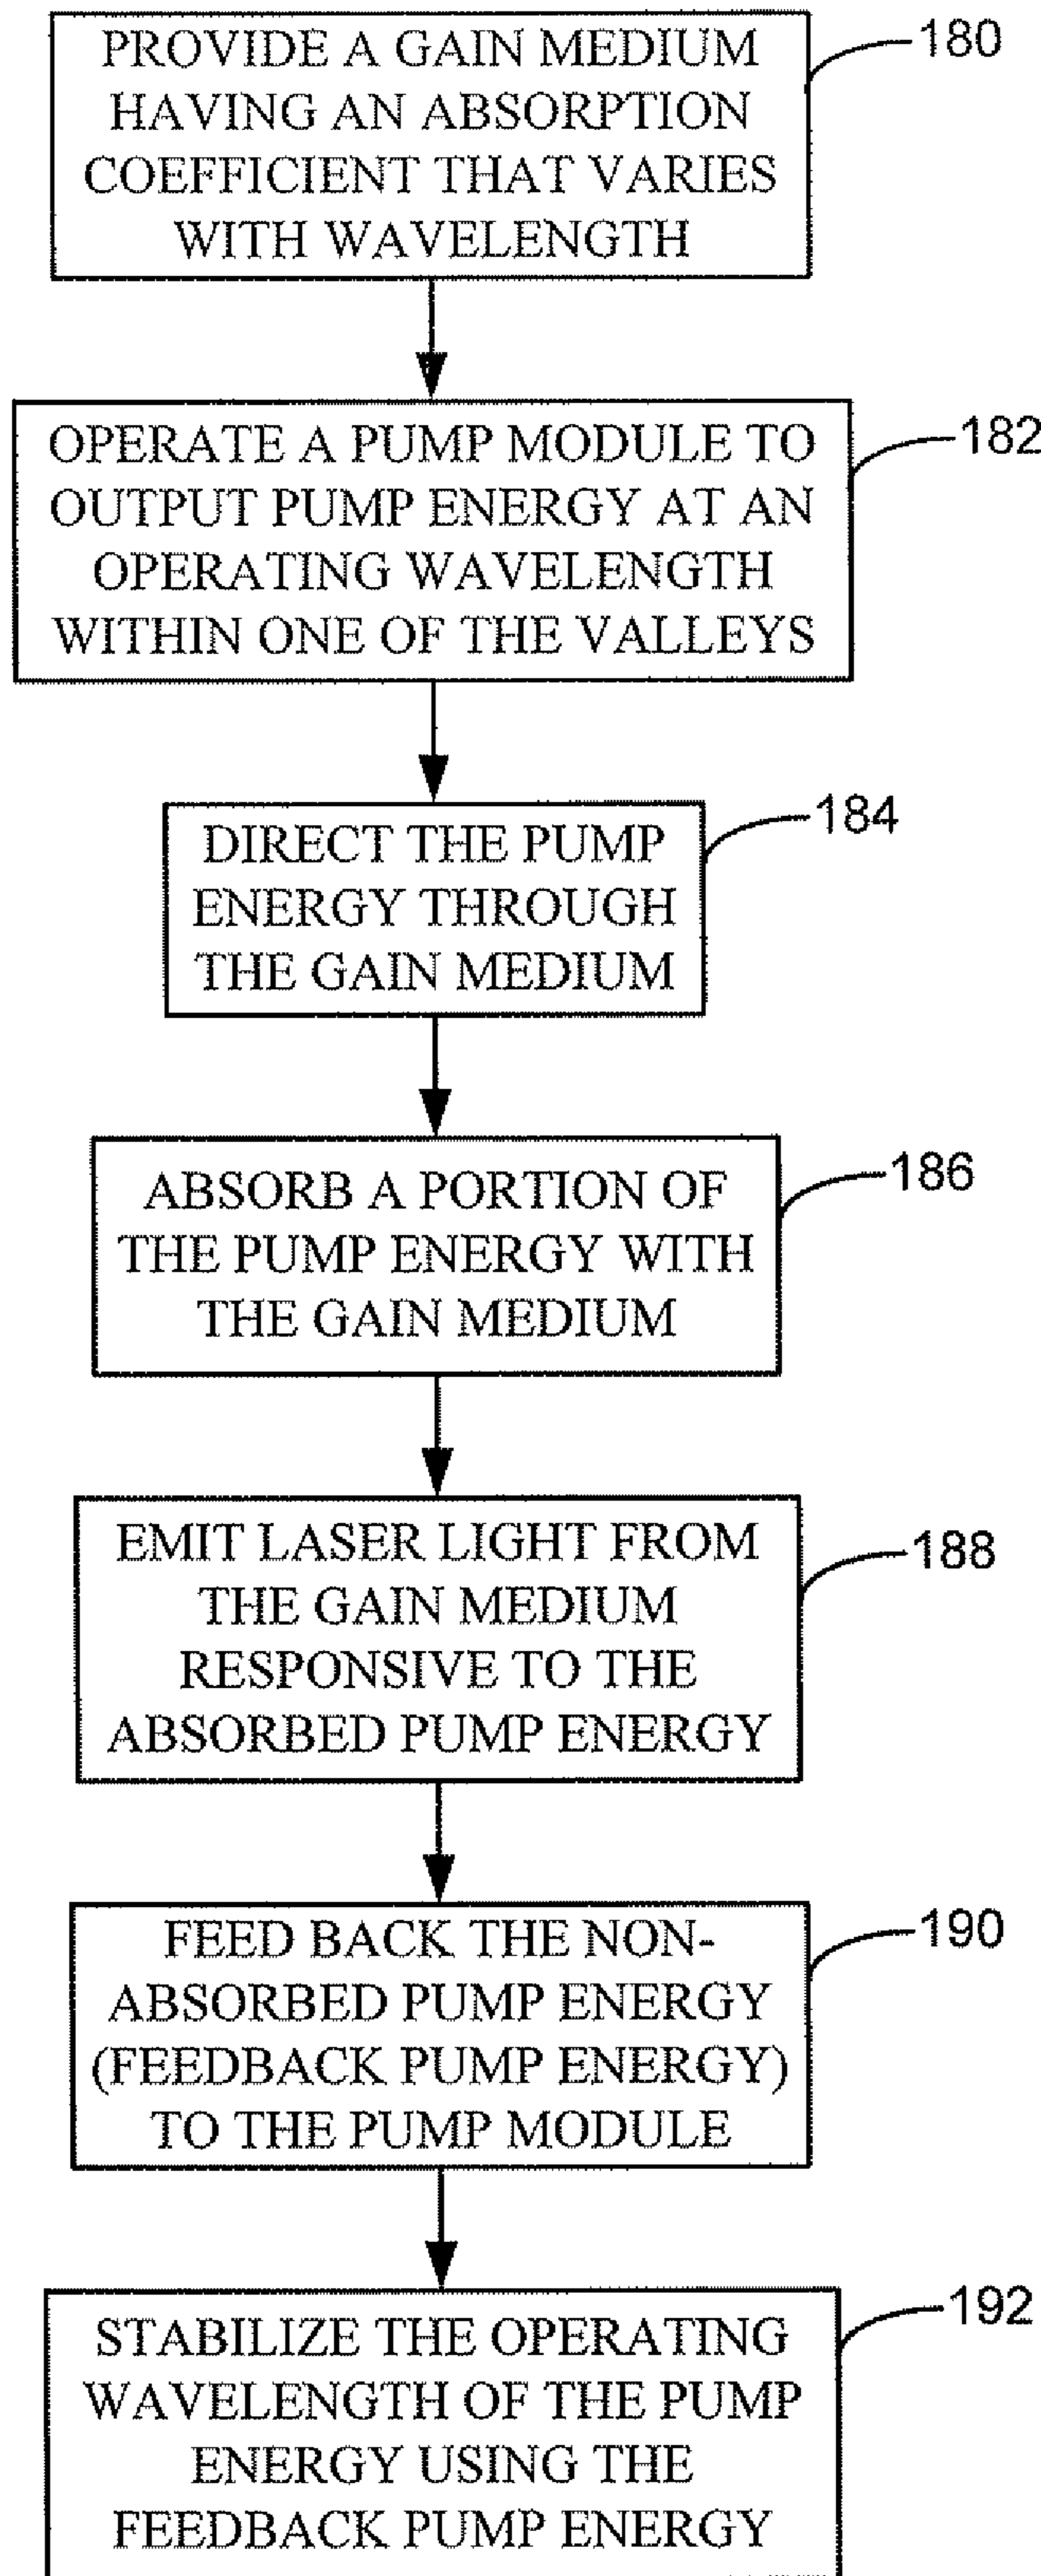 PROVIDE A GAIN MEDIUM
HAVING AN ABSORPTION
COEFFICIENT THAT VARIES
WITH WAVELENGTH
180
OPERATE A PUMP MODULE TO
OUTPUT PUMP ENERGY AT AN
OPERATING WAVELENGTH
WITHIN ONE OF THE VALLEYS
182
DIRECT THE PUMP
ENERGY THROUGH
THE GAIN MEDIUM
184
ABSORB A PORTION OF
THE PUMP ENERGY WITH
THE GAIN MEDIUM
186
EMIT LASER LIGHT FROM
THE GAIN MEDIUM
RESPONSIVE TO THE
ABSORBED PUMP ENERGY
188
FEED BACK THE NON-
ABSORBED PUMP ENERGY
(FEEDBACK PUMP ENERGY)
TO THE PUMP MODULE
190
STABILIZE THE OPERATING
WAVELENGTH OF THE PUMP
ENERGY USING THE
FEEDBACK PUMP ENERGY
192